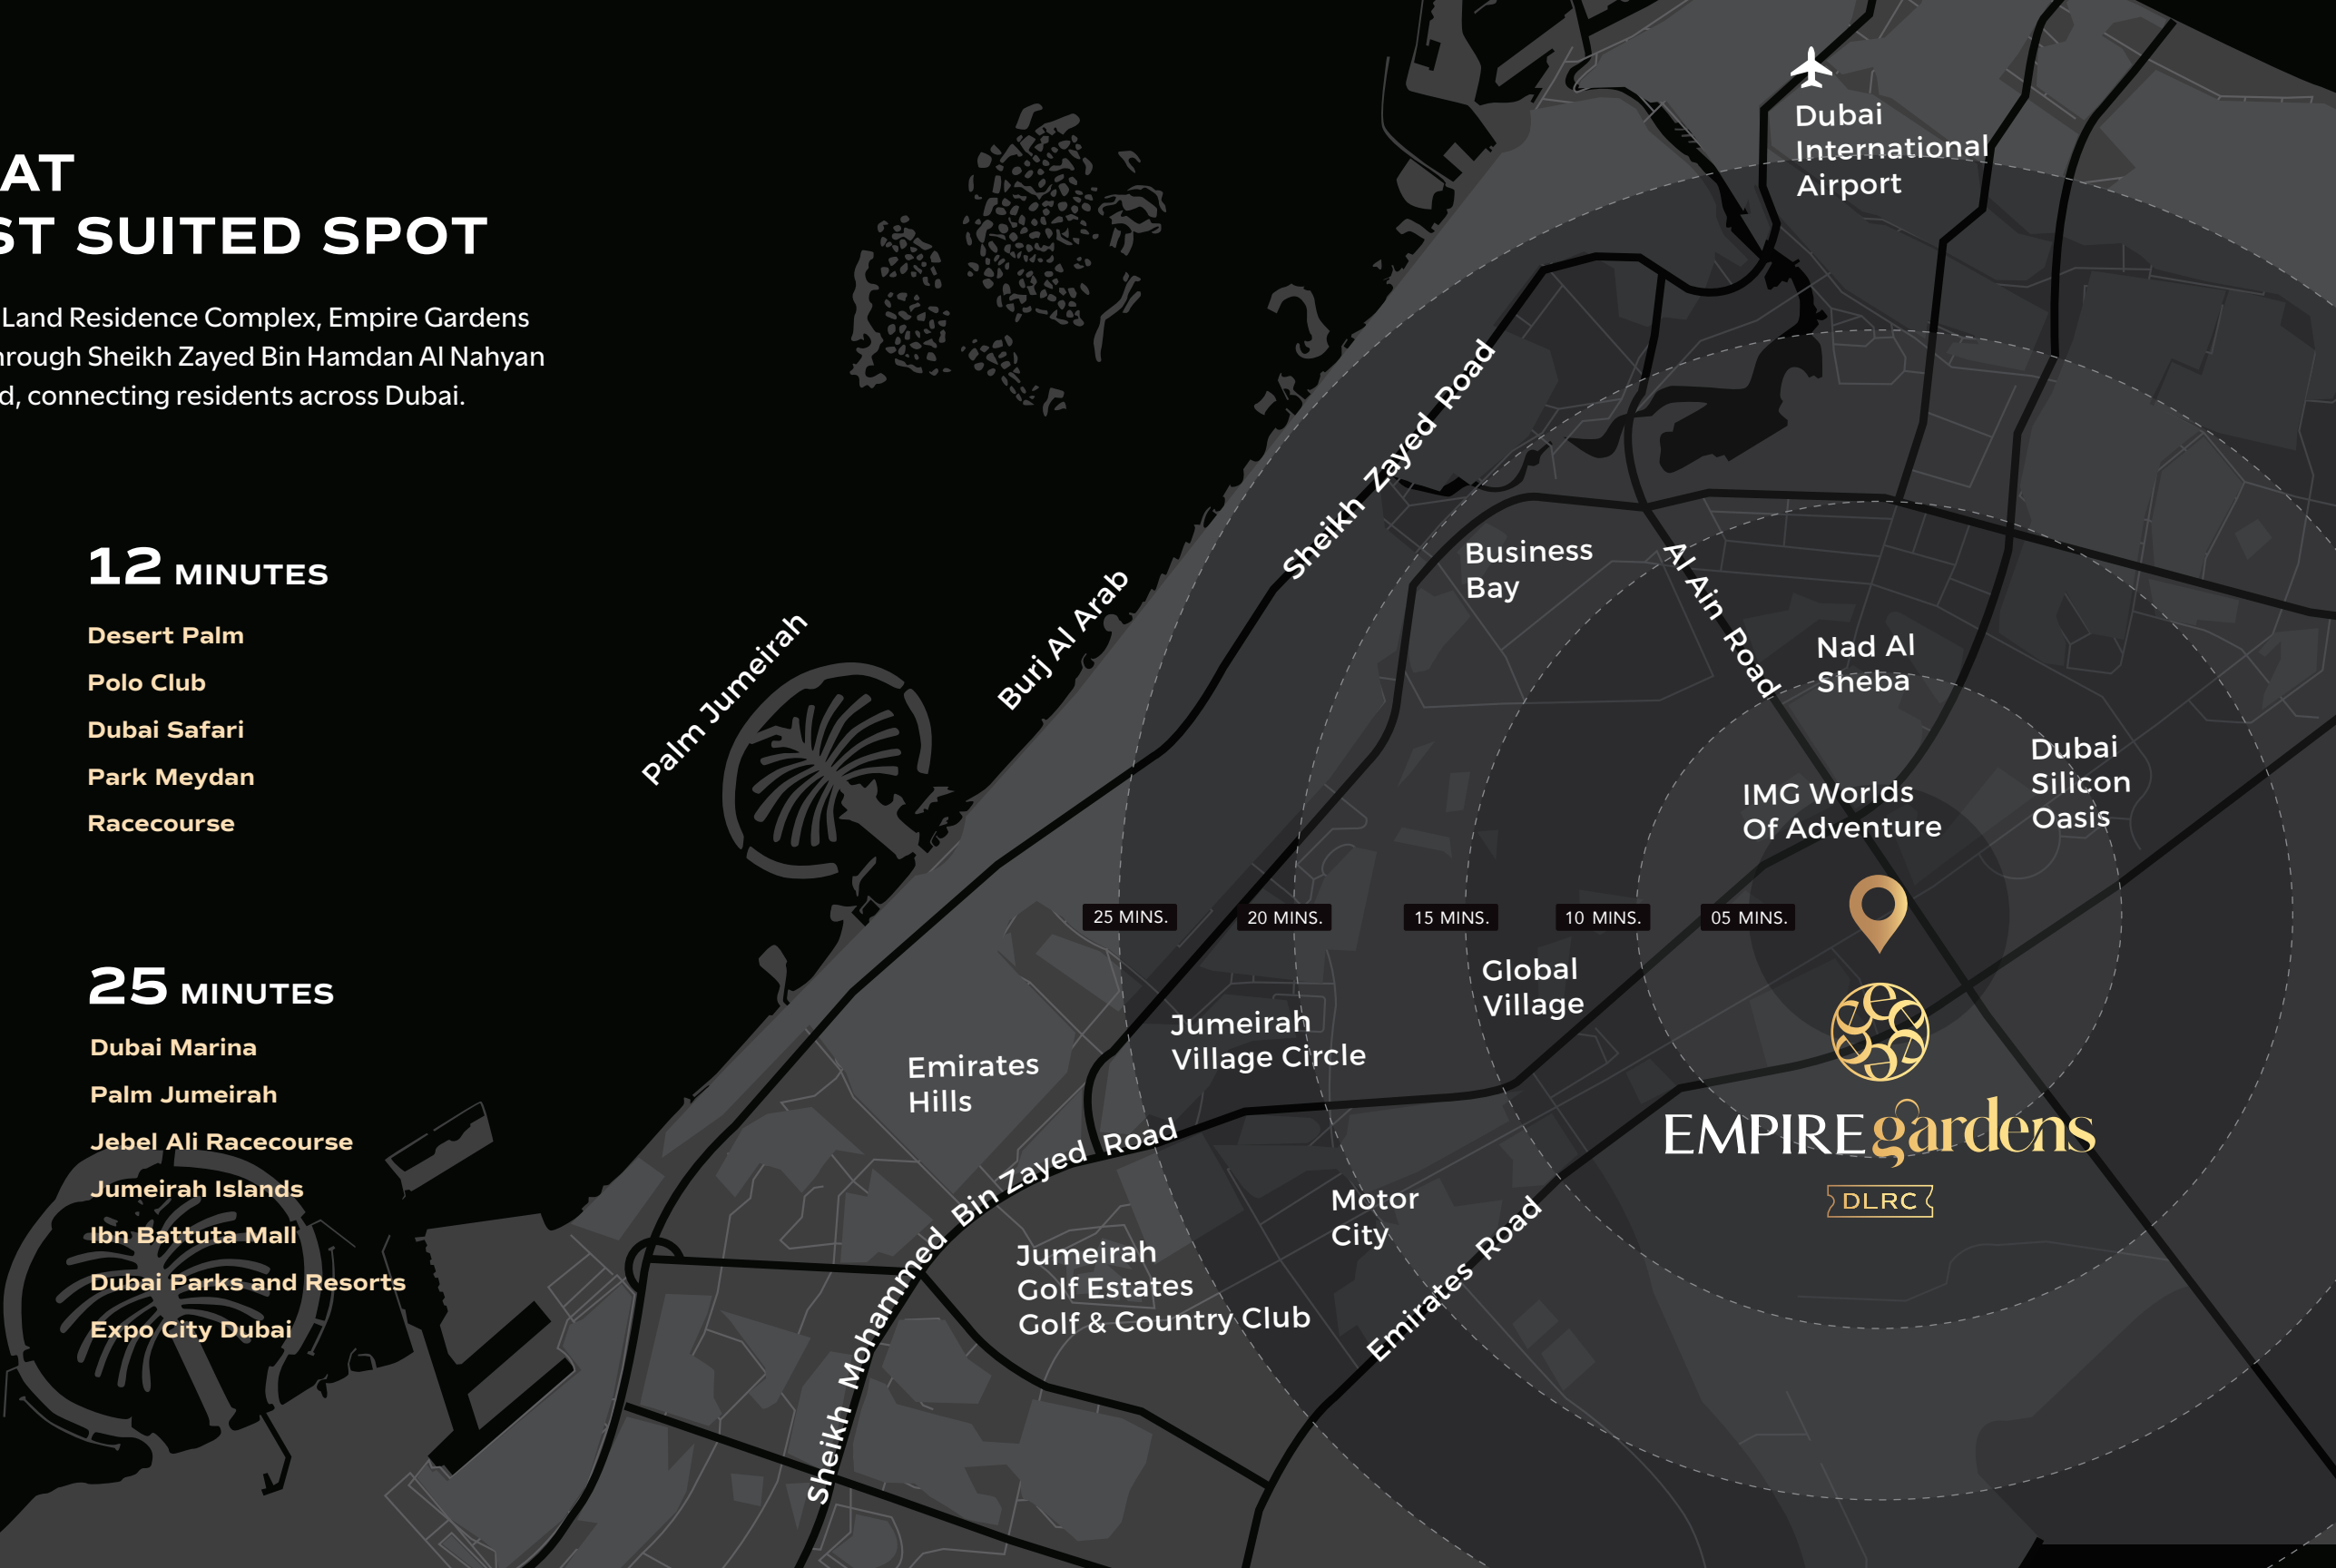 AT
ST SUITED SPOT
Land Residence Complex, Empire Gardens
hrough Sheikh Zayed Bin Hamdan Al Nahyan
d, connecting residents across Dubai.
12 MINUTES
Desert Palm
Polo Club
Dubai Safari
Park Meydan
Racecourse
25 MINUTES
Dubai Marina
Palm Jumeirah
Jebel Ali Racecourse
Jumeirah Islands
Ibn Battuta Mall
Dubai Parks and Resorts
Expo City Dubai
Dubai
International
Airport
Sheikh Zayed Road
Business
Bay
Al Ain Road
Palm Jumeirah
Burj Al Arab
Nad Al
Sheba
Dubai
Silicon
Oasis
IMG Worlds
Of Adventure
25 MINS.
20 MINS.
15 MINS.
10 MINS.
05 MINS.
Global
Village
Jumeirah
Village Circle
Emirates
Hills
EMPIRE gardens
DLRC
Sheikh Mohammed Bin Zayed Road
Motor
City
Emirates Road
Jumeirah
Golf Estates
Golf & Country Club